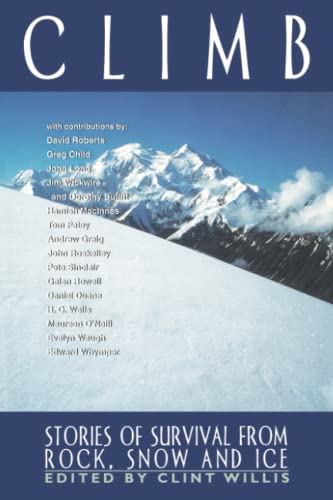 CLIMB
with contributions by:
David Roberts
Greg Child
John Long
Jim Wickwire
and Dorothy Bullitt
Hamish MacInnes
Tom Patey
Andrew Greig
John Roskelley
Pete Sinclair
Galen Rowell
Daniel Duane
H. G. Wells
Maureen O'Neill
Evelyn Waugh
Edward Whymper
STORIES OF SURVIVAL FROM
ROCK, SNOW AND ICE
EDITED BY CLINT WILLIS